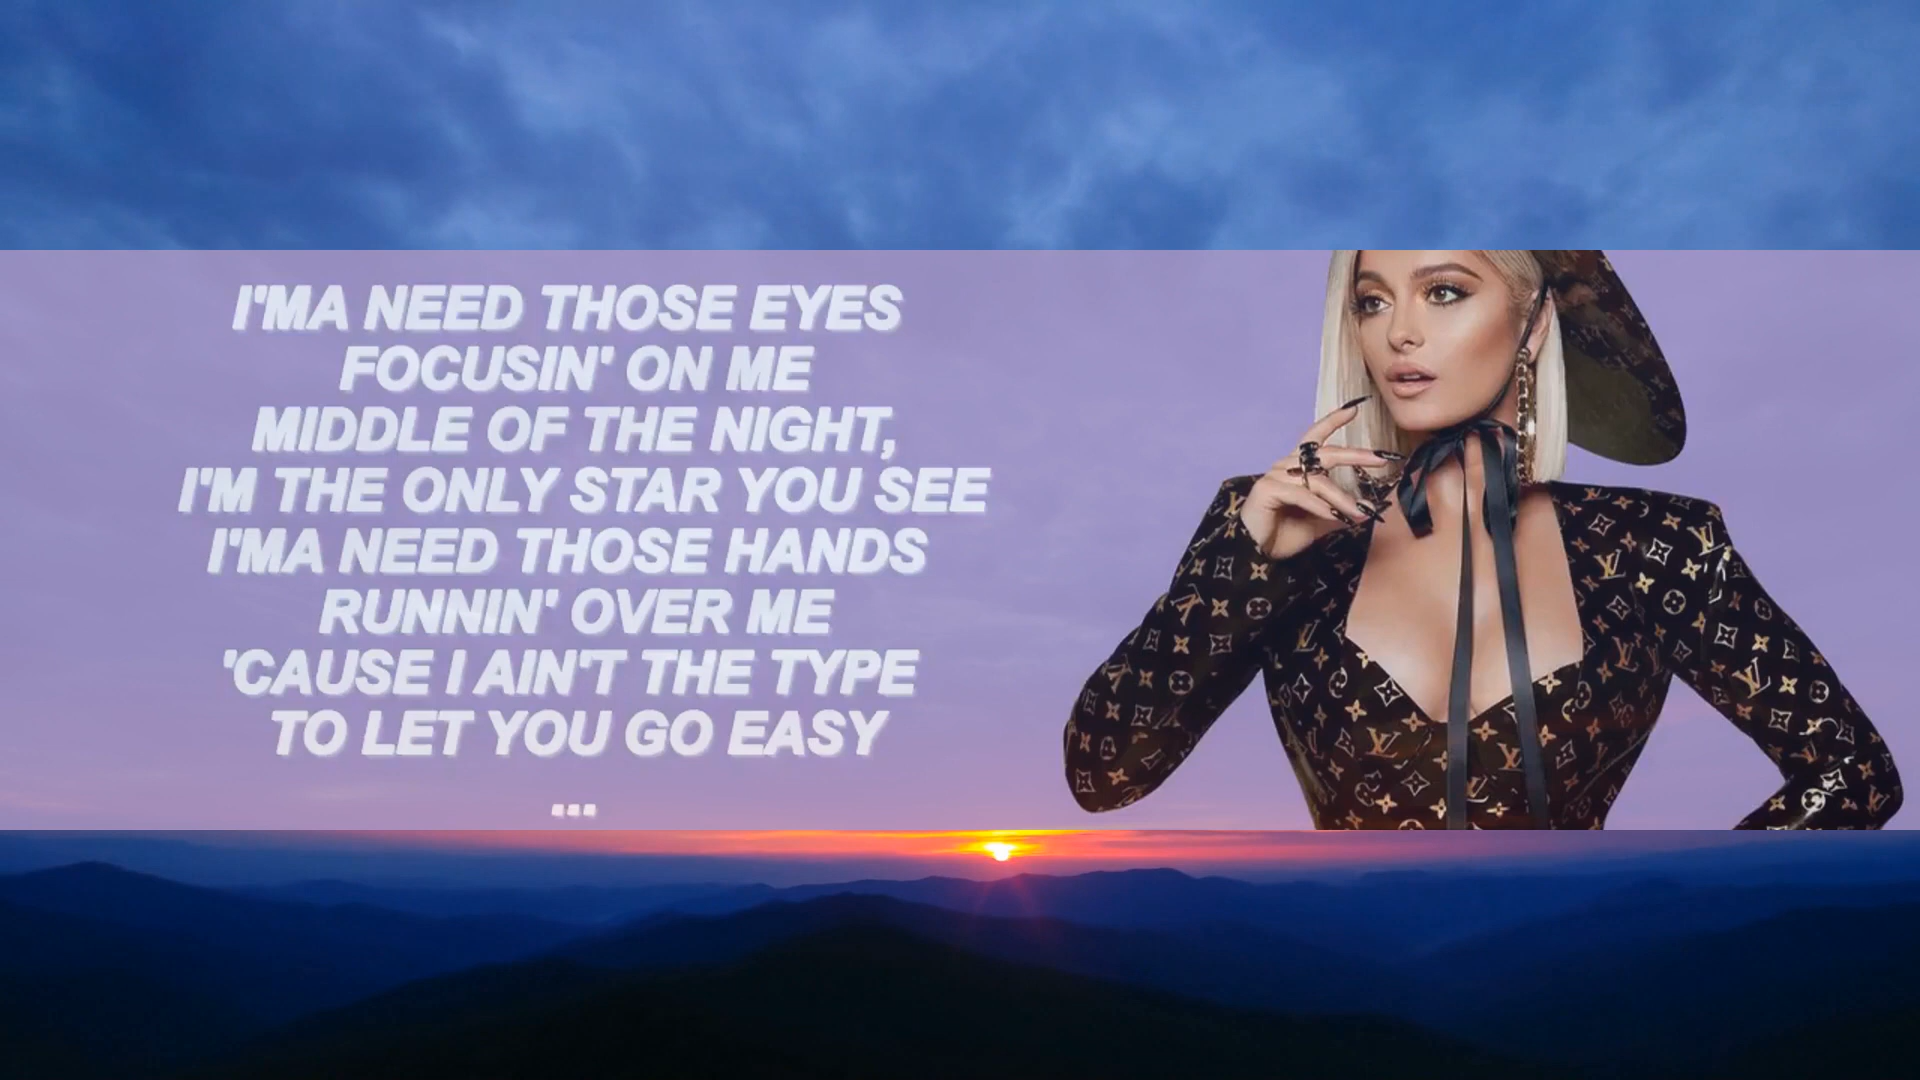 I'MA NEED THOSE EYES
FOCUSIN' ON ME
MIDDLE OF THE NIGHT,
I'M THE ONLY STAR YOU SEE
I'MA NEED THOSE HANDS
RUNNIN' OVER ME
'CAUSE I AIN'T THE TYPE
TO LET YOU GO EASY
...